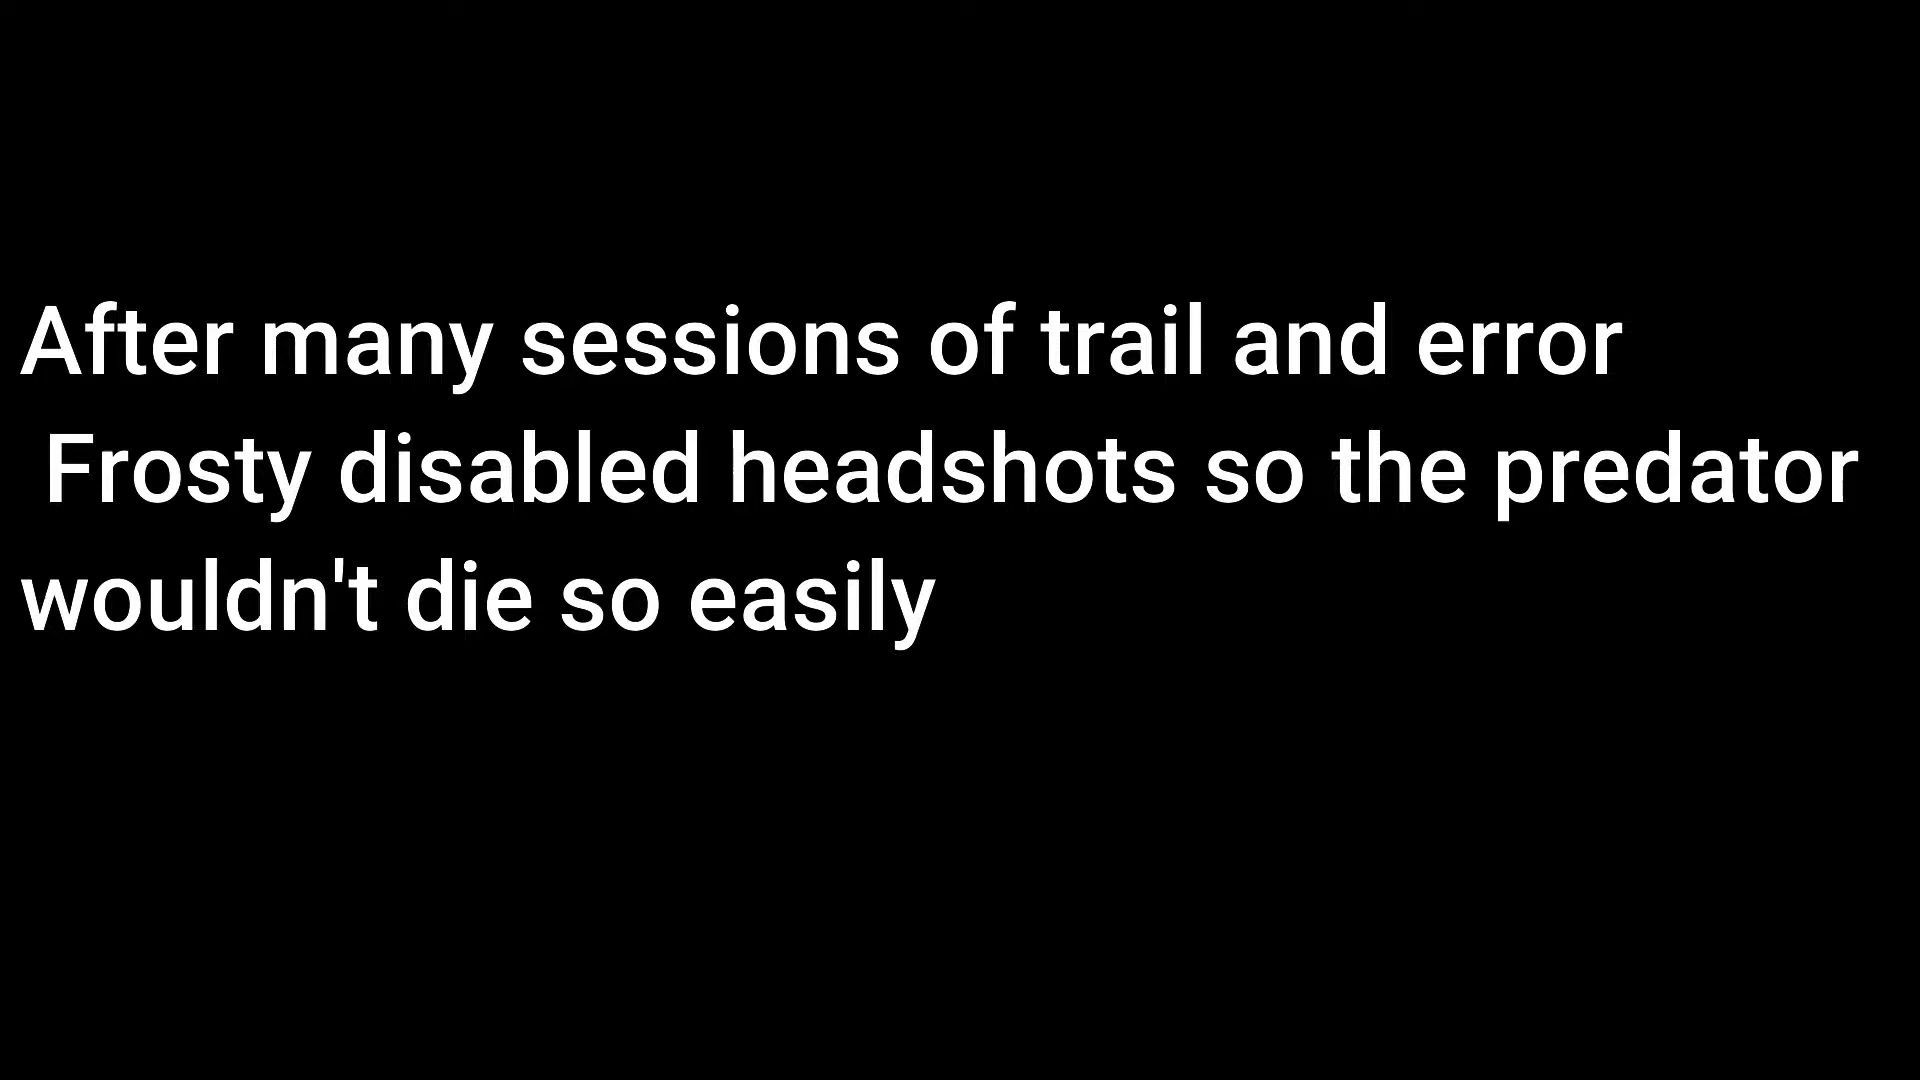 After many sessions of trail and error
Frosty disabled headshots so the predator
wouldn't die so easily